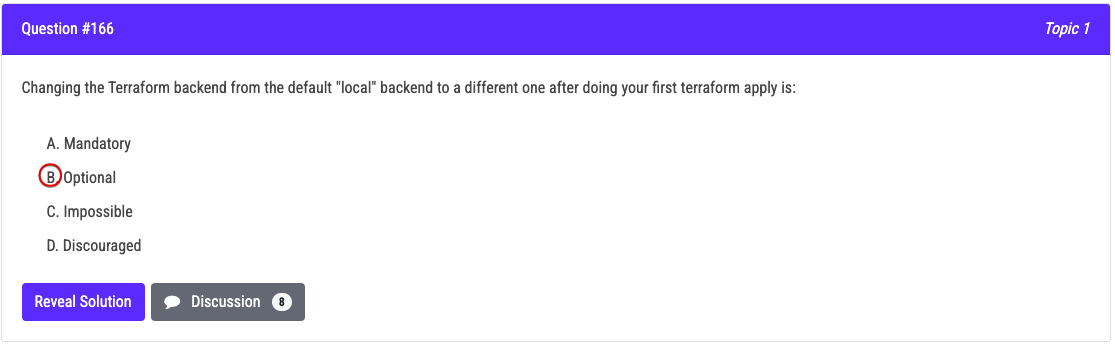 Question #166 Topic 1
Changing the Terraform backend from the default "local" backend to a different one after doing your first terraform apply is:
A. Mandatory
B. Optional
C. Impossible
D. Discouraged
Reveal Solution Discussion 8